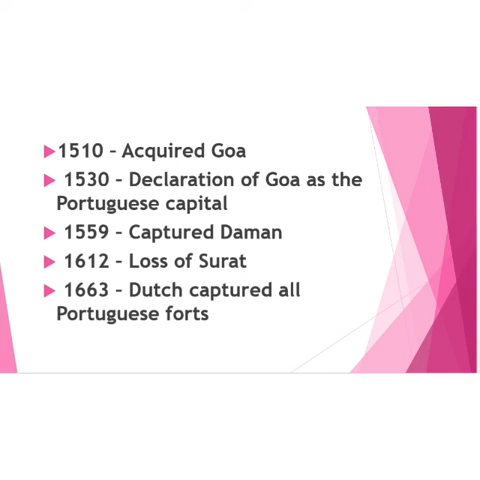 1510 – Acquired Goa
1530 – Declaration of Goa as the
Portuguese capital
1559 – Captured Daman
1612 – Loss of Surat
1663 – Dutch captured all
Portuguese forts